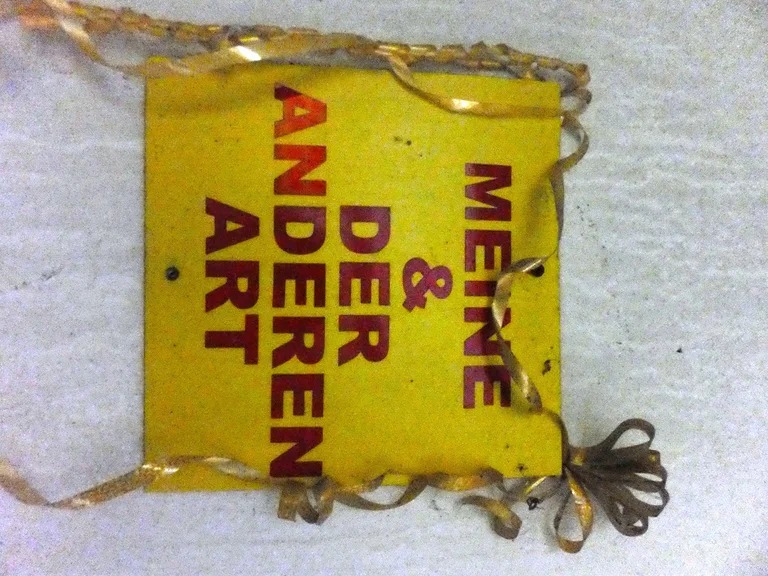 MEINE
&
DER
ANDEREN
ART